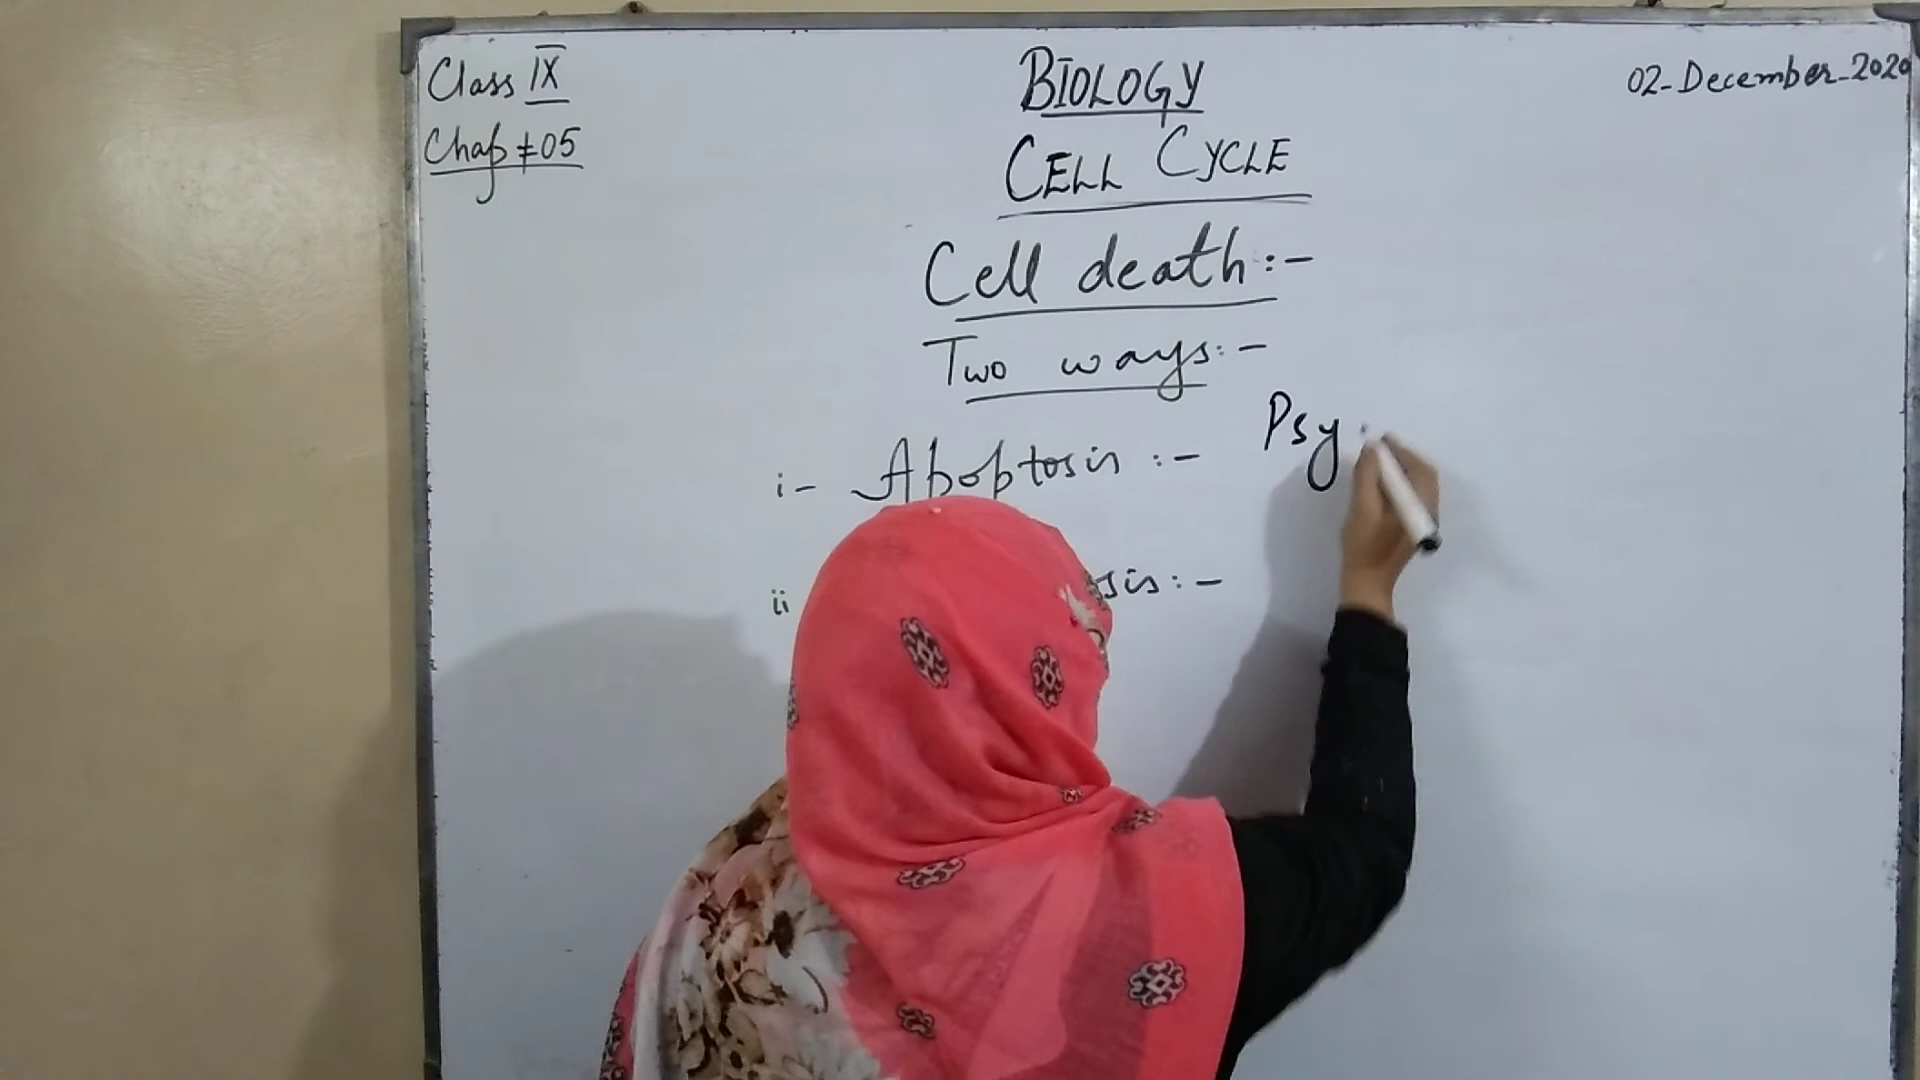 Class IX
BIOLOGY
02-December-2020
Chap # 05
CELL CYCLE
Cell death:-
Two ways:-
i- Apoptosis :- Psy
ii sis:-